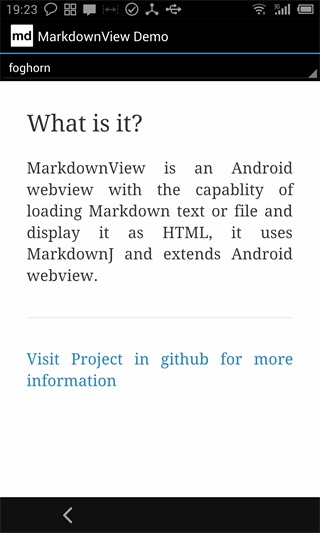 19:23
md MarkdownView Demo
foghorn
What is it?
MarkdownView is an Android
webview with the capablity of
loading Markdown text or file and
display it as HTML, it uses
MarkdownJ and extends Android
webview.
Visit Project in github for more
information